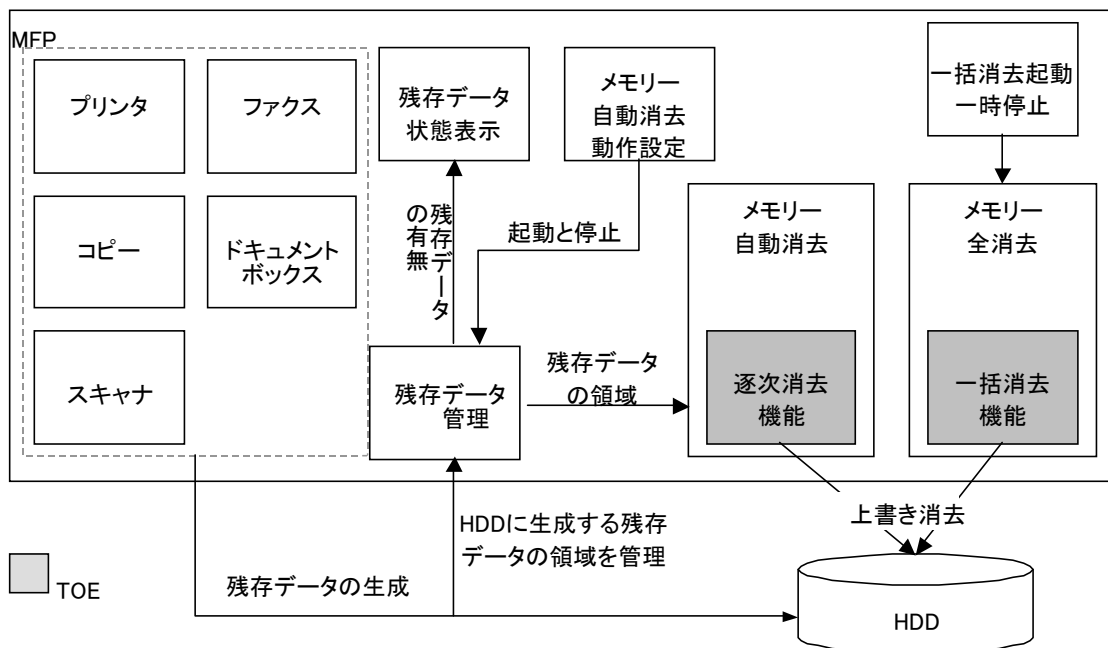 MFP
プリンタ
ファクス
コピー
ドキュメント
ボックス
スキャナ
残存データ
状態表示
メモリー
自動消去
動作設定
一括消去起動
一時停止
残存データ
の有無
起動と停止
メモリー
自動消去
メモリー
全消去
残存データ
管理
残存データ
の領域
逐次消去
機能
一括消去
機能
上書き消去
HDDに生成する残存
データの領域を管理
残存データの生成
TOE
HDD